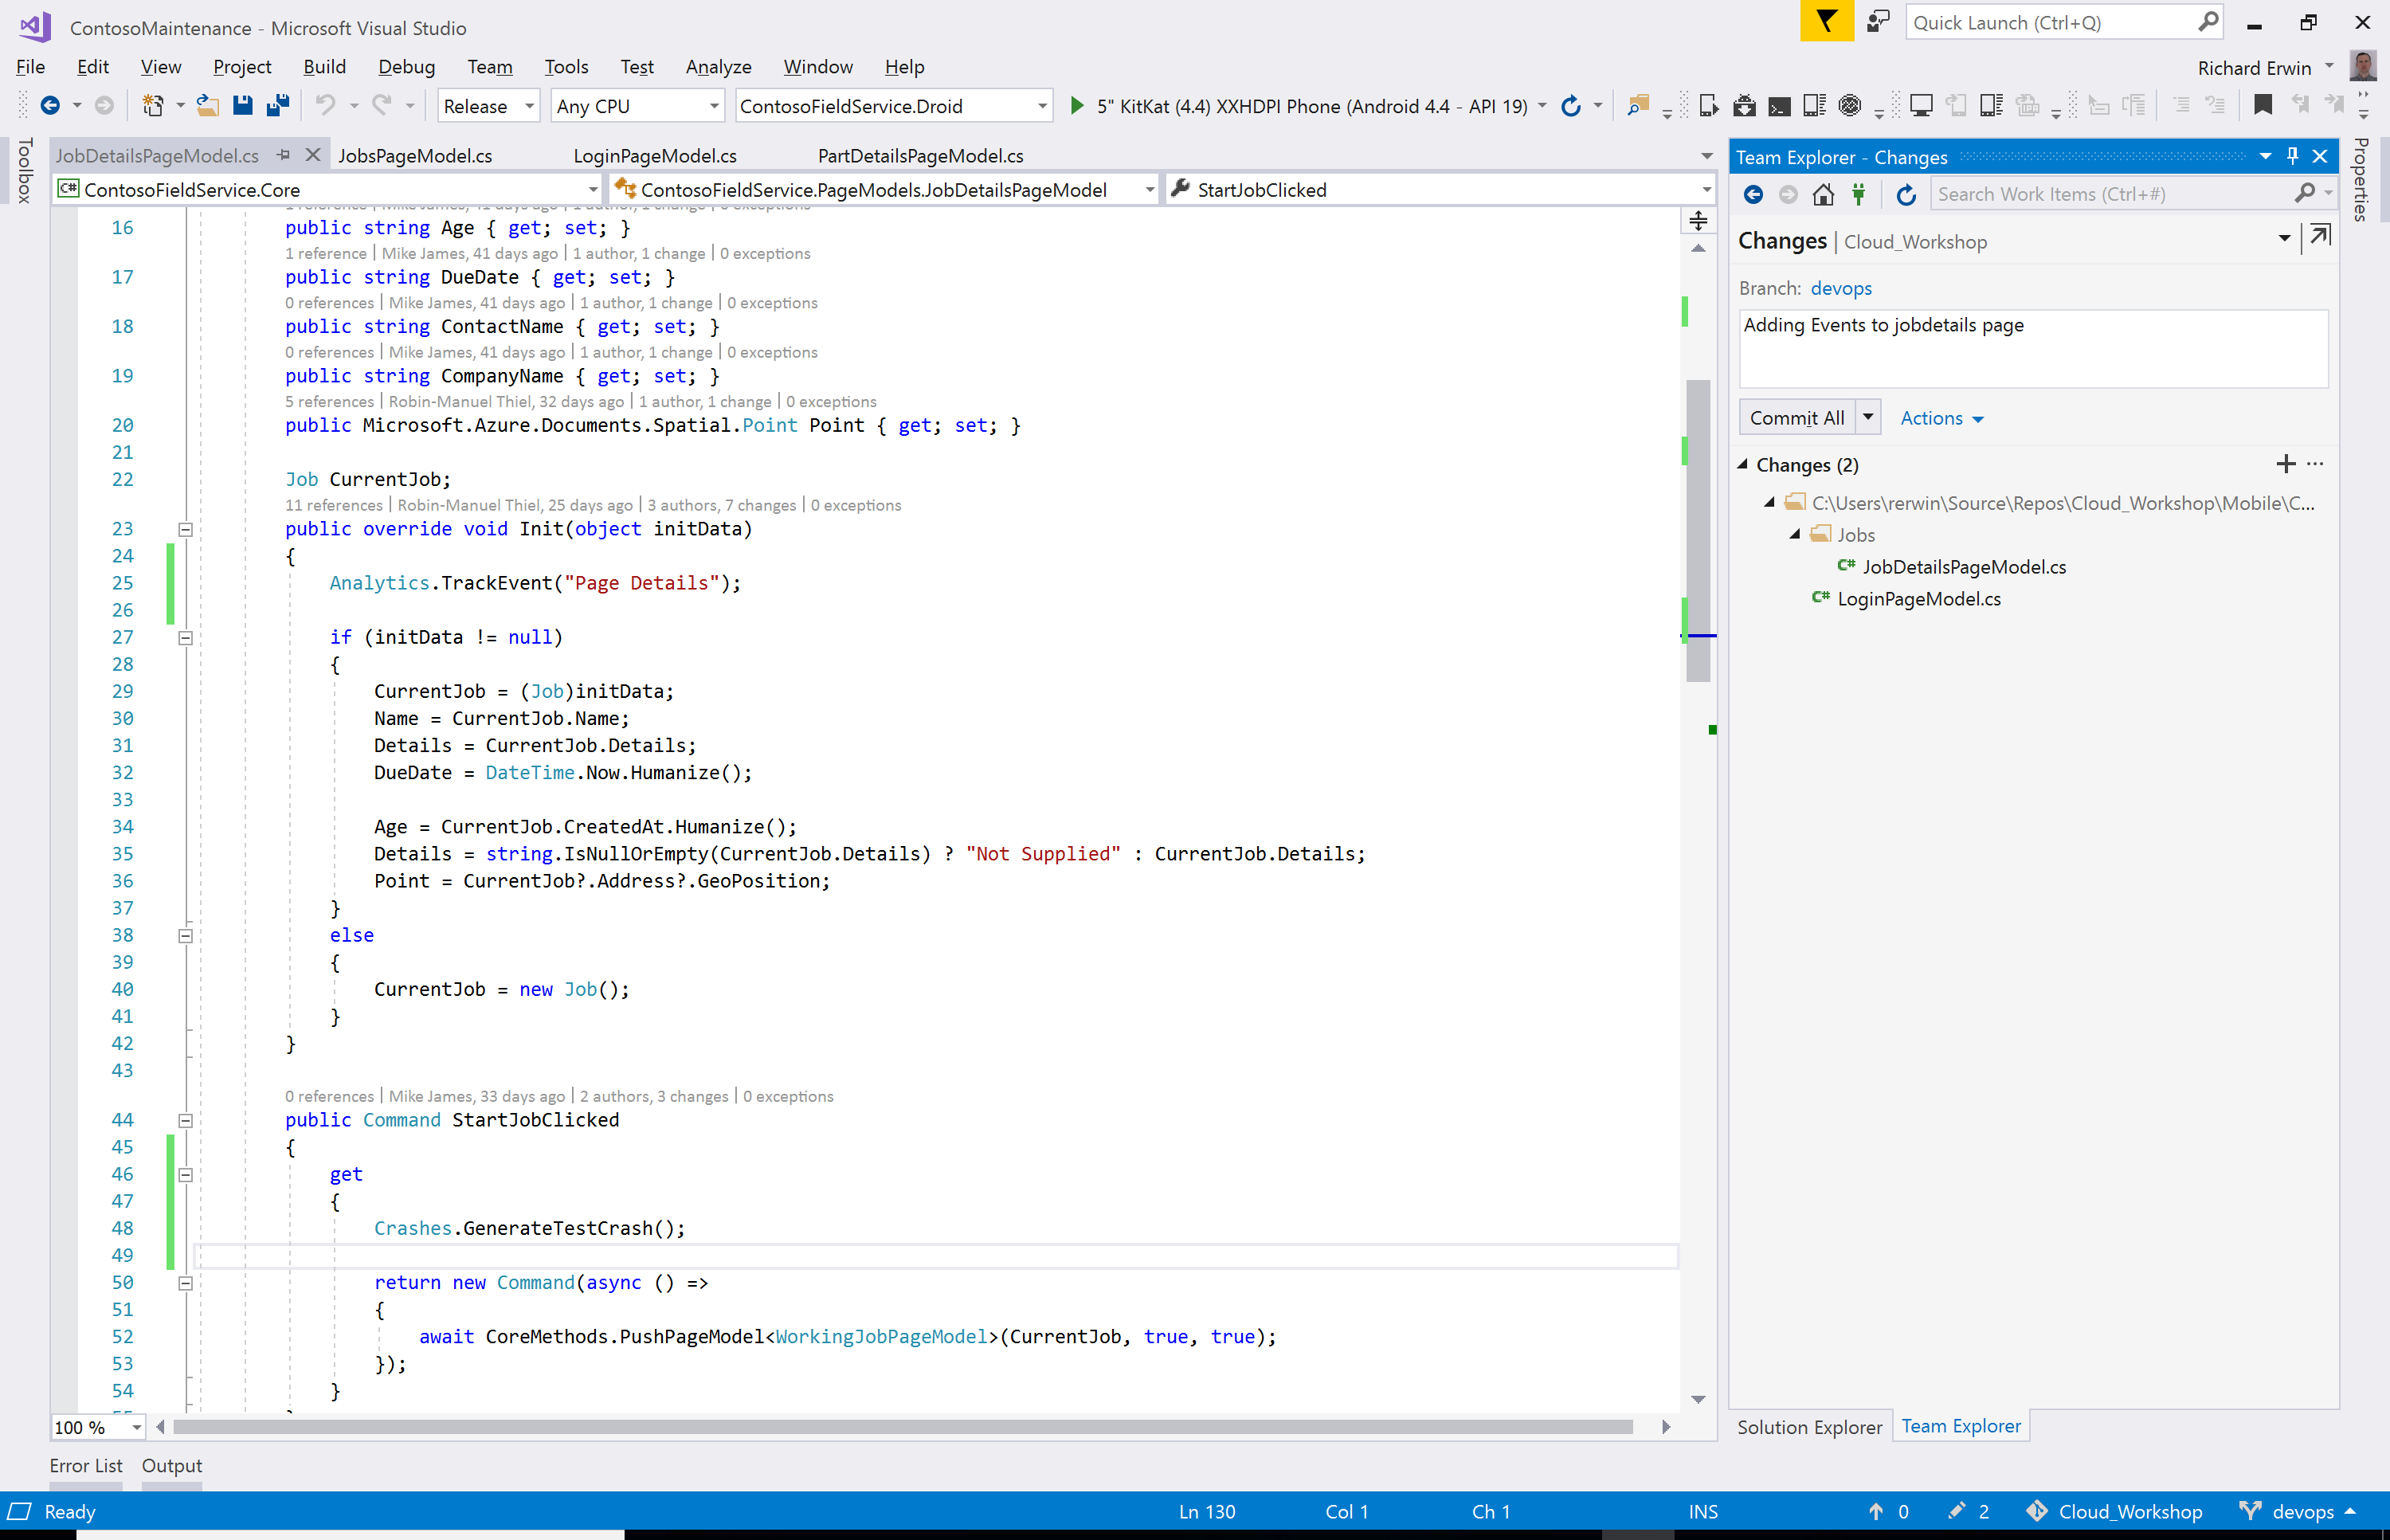 ContosoMaintenance - Microsoft Visual Studio
Quick Launch (Ctrl+Q)
File Edit View Project Build Debug Team Tools Test Analyze Window Help
Richard Erwin
Release Any CPU ContosoFieldService.Droid 5" KitKat (4.4) XXHDPI Phone (Android 4.4 - API 19)
Toolbox
JobDetailsPageModel.cs JobsPageModel.cs LoginPageModel.cs PartDetailsPageModel.cs
C# ContosoFieldService.Core ContosoFieldService.PageModels.JobDetailsPageModel StartJobClicked
1 reference | Mike James, 41 days ago | 1 author, 1 change | 0 exceptions
16 public string Age { get; set; }
1 reference | Mike James, 41 days ago | 1 author, 1 change | 0 exceptions
17 public string DueDate { get; set; }
0 references | Mike James, 41 days ago | 1 author, 1 change | 0 exceptions
18 public string ContactName { get; set; }
0 references | Mike James, 41 days ago | 1 author, 1 change | 0 exceptions
19 public string CompanyName { get; set; }
5 references | Robin-Manuel Thiel, 32 days ago | 1 author, 1 change | 0 exceptions
20 public Microsoft.Azure.Documents.Spatial.Point Point { get; set; }
21
22 Job CurrentJob;
11 references | Robin-Manuel Thiel, 25 days ago | 3 authors, 7 changes | 0 exceptions
23 public override void Init(object initData)
24 {
25 Analytics.TrackEvent("Page Details");
26
27 if (initData != null)
28 {
29 CurrentJob = (Job)initData;
30 Name = CurrentJob.Name;
31 Details = CurrentJob.Details;
32 DueDate = DateTime.Now.Humanize();
33
34 Age = CurrentJob.CreatedAt.Humanize();
35 Details = string.IsNullOrEmpty(CurrentJob.Details) ? "Not Supplied" : CurrentJob.Details;
36 Point = CurrentJob?.Address?.GeoPosition;
37 }
38 else
39 {
40 CurrentJob = new Job();
41 }
42 }
43
0 references | Mike James, 33 days ago | 2 authors, 3 changes | 0 exceptions
44 public Command StartJobClicked
45 {
46 get
47 {
48 Crashes.GenerateTestCrash();
49
50 return new Command(async () =>
51 {
52 await CoreMethods.PushPageModel<WorkingJobPageModel>(CurrentJob, true, true);
53 });
54 }
55 }
100 %
Team Explorer - Changes
Search Work Items (Ctrl+#)
Changes | Cloud_Workshop
Branch: devops
Adding Events to jobdetails page
Commit All Actions
Changes (2)
C:\Users\rerwin\Source\Repos\Cloud_Workshop\Mobile\C...
Jobs
C# JobDetailsPageModel.cs
C# LoginPageModel.cs
Properties
Solution Explorer Team Explorer
Error List Output
Ready Ln 130 Col 1 Ch 1 INS 0 2 Cloud_Workshop devops